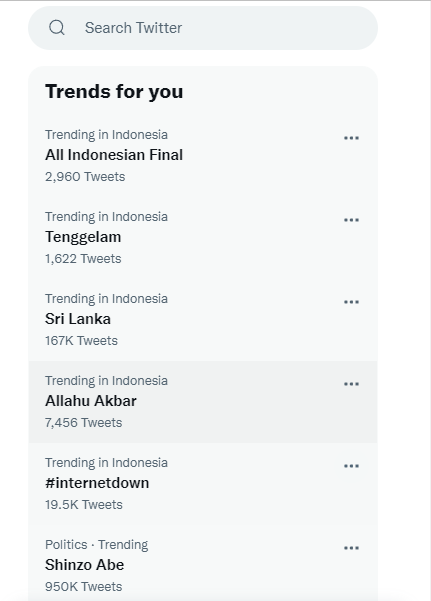 Search Twitter
Trends for you
Trending in Indonesia
All Indonesian Final
2,960 Tweets
Trending in Indonesia
Tenggelam
1,622 Tweets
Trending in Indonesia
Sri Lanka
167K Tweets
Trending in Indonesia
Allahu Akbar
7,456 Tweets
Trending in Indonesia
#internetdown
19.5K Tweets
Politics · Trending
Shinzo Abe
950K Tweets